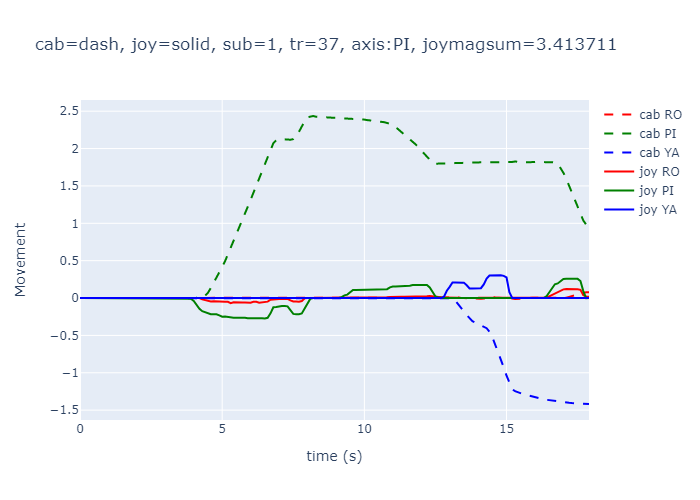 cab=dash, joy=solid, sub=1, tr=37, axis:PI, joymagsum=3.413711
2.5
2
1.5
1
0.5
0
−0.5
−1
−1.5
Movement
0
5
10
15
time (s)
cab RO
cab PI
cab YA
joy RO
joy PI
joy YA